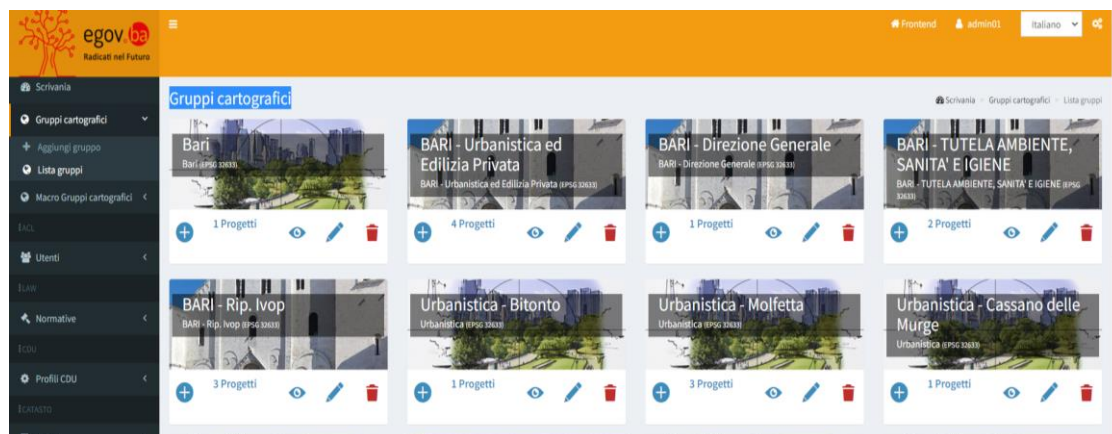 egov.ba
Radicati nel Futuro
Frontend
admin01
Italiano
Scrivania
Gruppi cartografici
Aggiungi gruppo
Lista gruppi
Macro Gruppi cartografici
ACL
Utenti
LAW
Normative
CDU
Profili CDU
CATASTO
Gruppi cartografici
Scrivania > Gruppi cartografici > Lista gruppi
Bari
Bari (EPSG 32633)
1 Progetti
BARI - Urbanistica ed
Edilizia Privata
BARI - Urbanistica ed Edilizia Privata (EPSG 32633)
4 Progetti
BARI - Direzione Generale
BARI - Direzione Generale (EPSG 32633)
1 Progetti
BARI - TUTELA AMBIENTE,
SANITA' E IGIENE
BARI - TUTELA AMBIENTE, SANITA' E IGIENE (EPSG
32633)
2 Progetti
BARI - Rip. Ivop
BARI - Rip. Ivop (EPSG 32633)
3 Progetti
Urbanistica - Bitonto
Urbanistica (EPSG 32633)
1 Progetti
Urbanistica - Molfetta
Urbanistica (EPSG 32633)
3 Progetti
Urbanistica - Cassano delle
Murge
Urbanistica (EPSG 32633)
1 Progetti